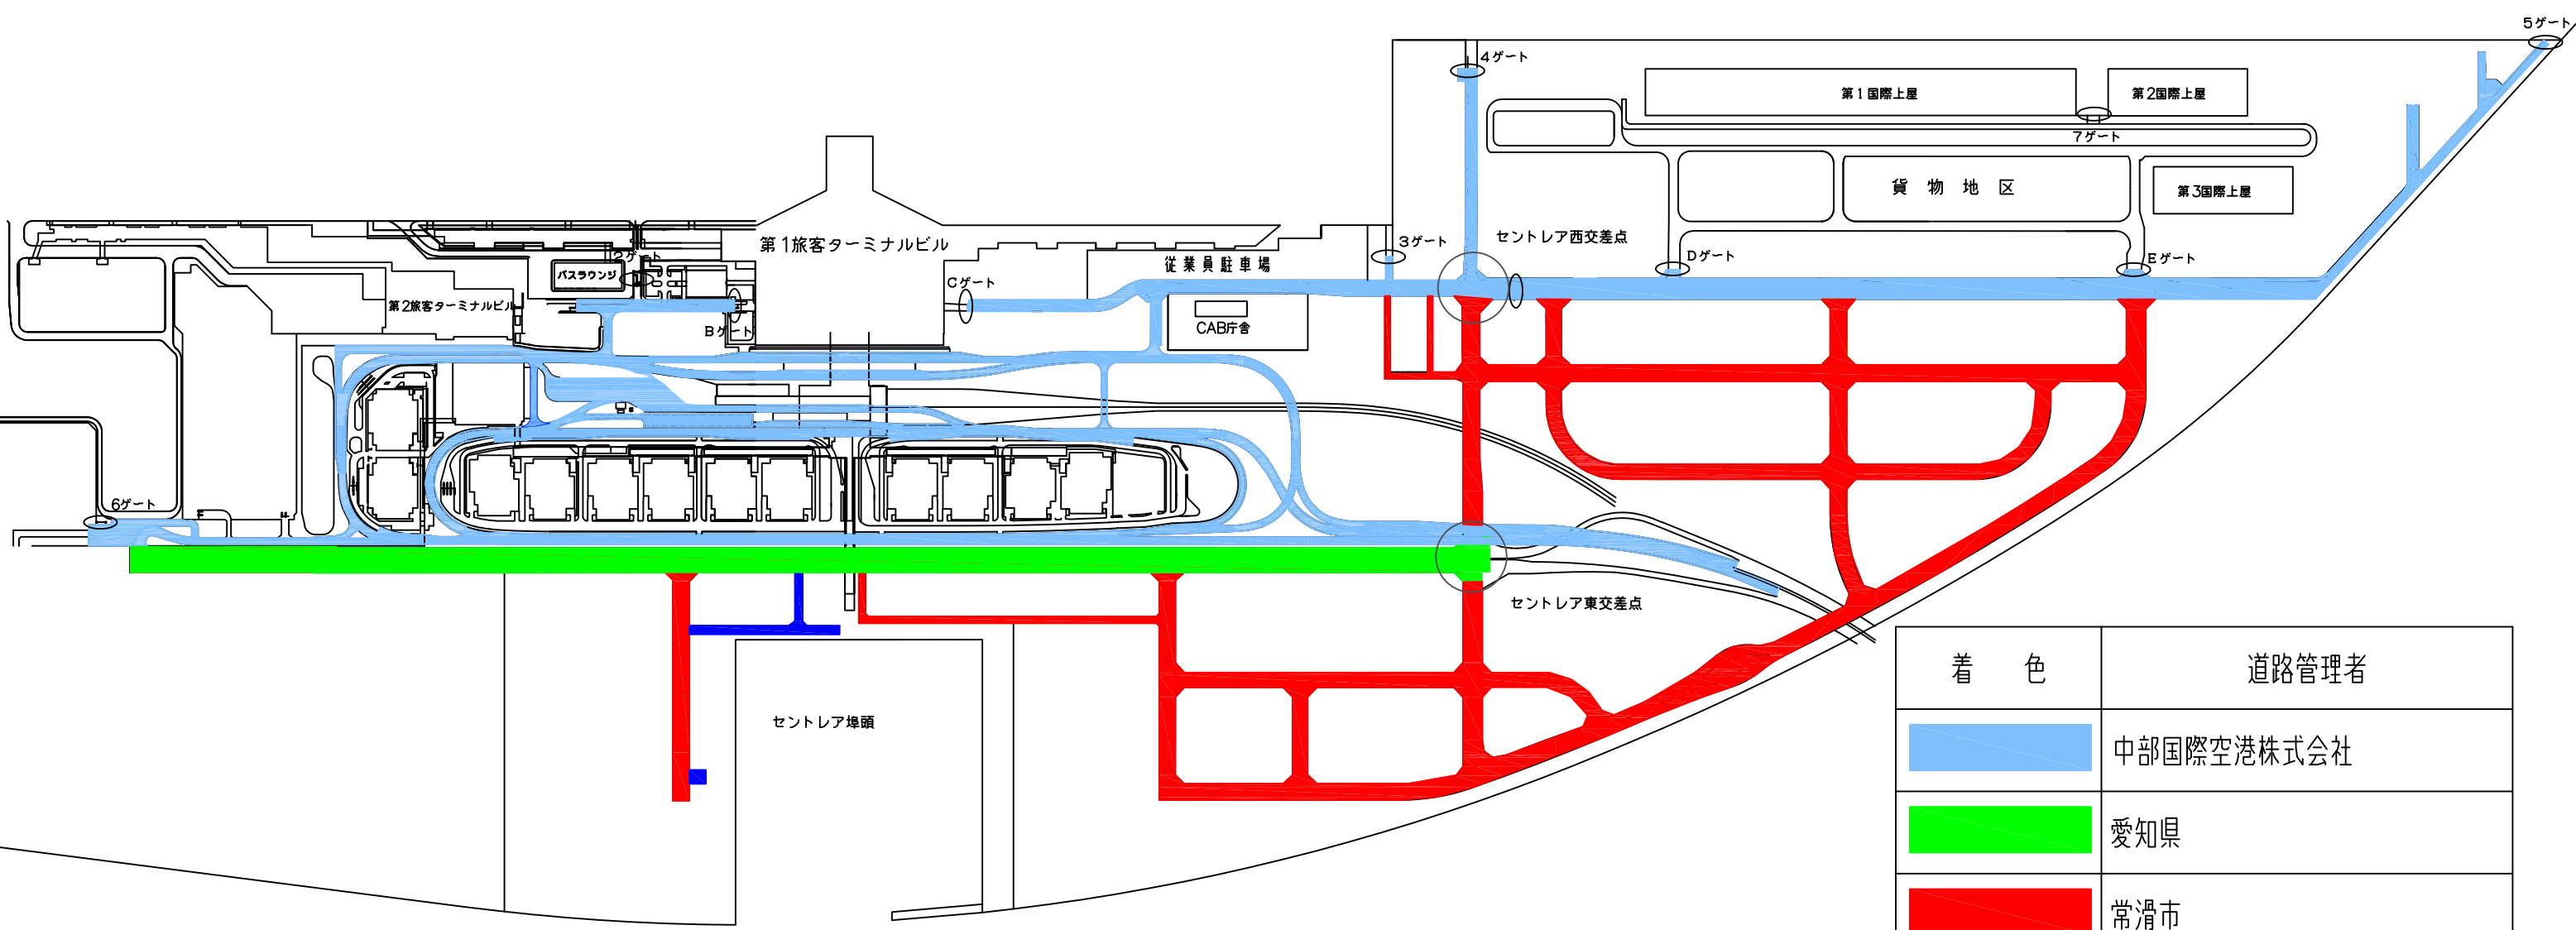 5ゲート
4ゲート
第1国際上屋
第2国際上屋
7ゲート
貨物地区
第3国際上屋
第1旅客ターミナルビル
3ゲート
セントレア西交差点
2ゲート
バスラウンジ
従業員駐車場
Dゲート
Eゲート
Cゲート
第2旅客ターミナルビル
Bゲート
CAB庁舎
6ゲート
セントレア東交差点
セントレア埠頭
着色
道路管理者
中部国際空港株式会社
愛知県
常滑市